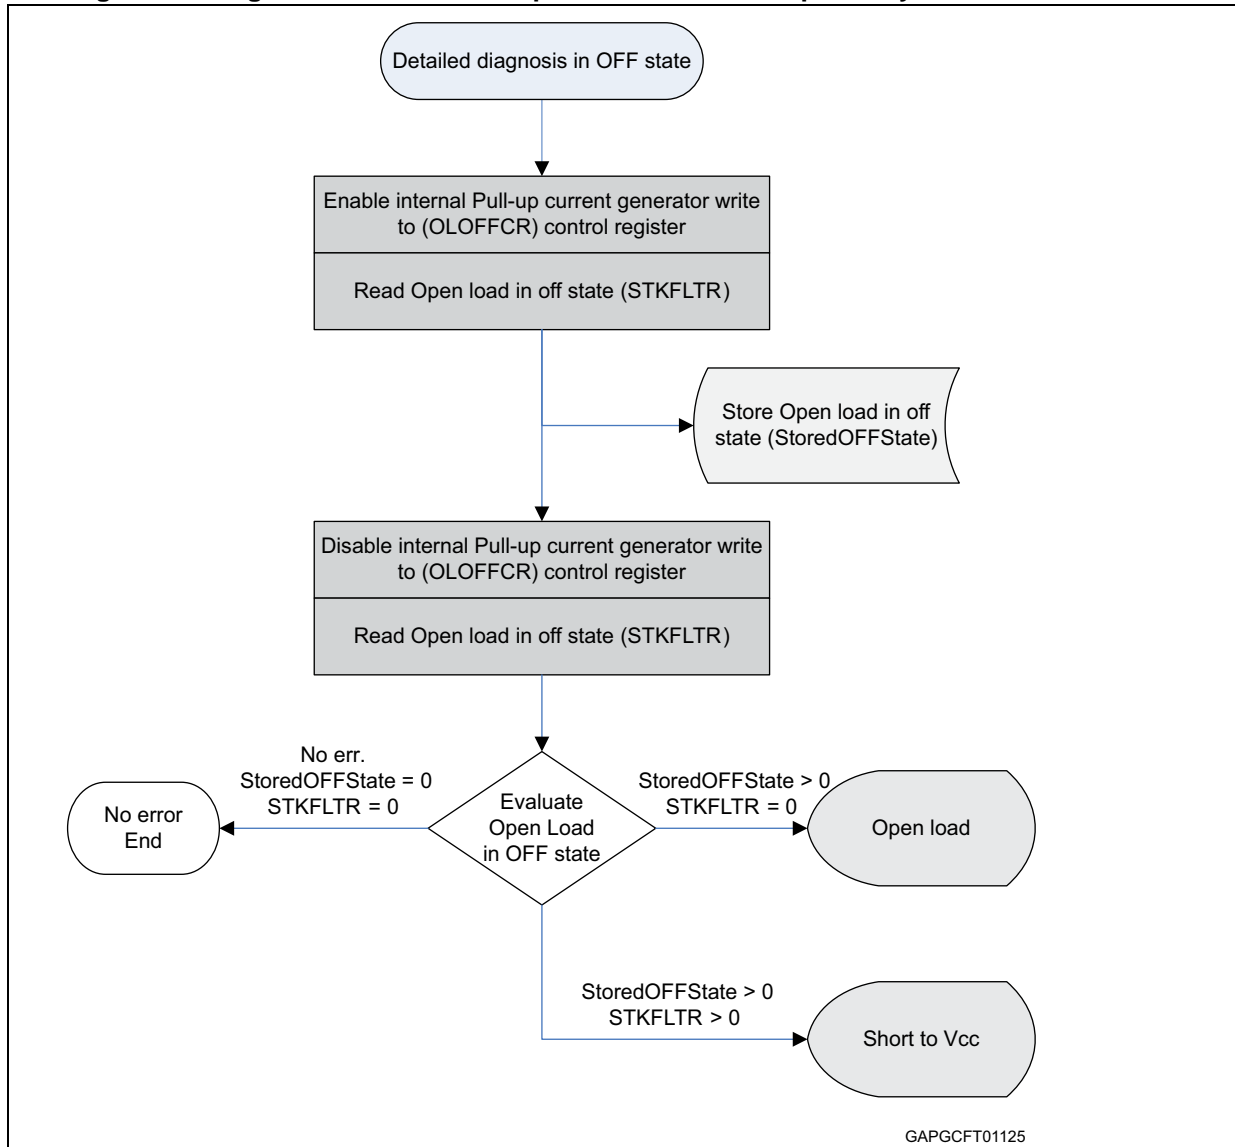 Detailed diagnosis in OFF state
Enable internal Pull-up current generator write
to (OLOFFCR) control register
Read Open load in off state (STKFLTR)
Store Open load in off
state (StoredOFFState)
Disable internal Pull-up current generator write
to (OLOFFCR) control register
Read Open load in off state (STKFLTR)
No err.
StoredOFFState = 0
STKFLTR = 0
No error
End
Evaluate
Open Load
in OFF state
StoredOFFState > 0
STKFLTR = 0
Open load
StoredOFFState > 0
STKFLTR > 0
Short to Vcc
GAPGCFT01125